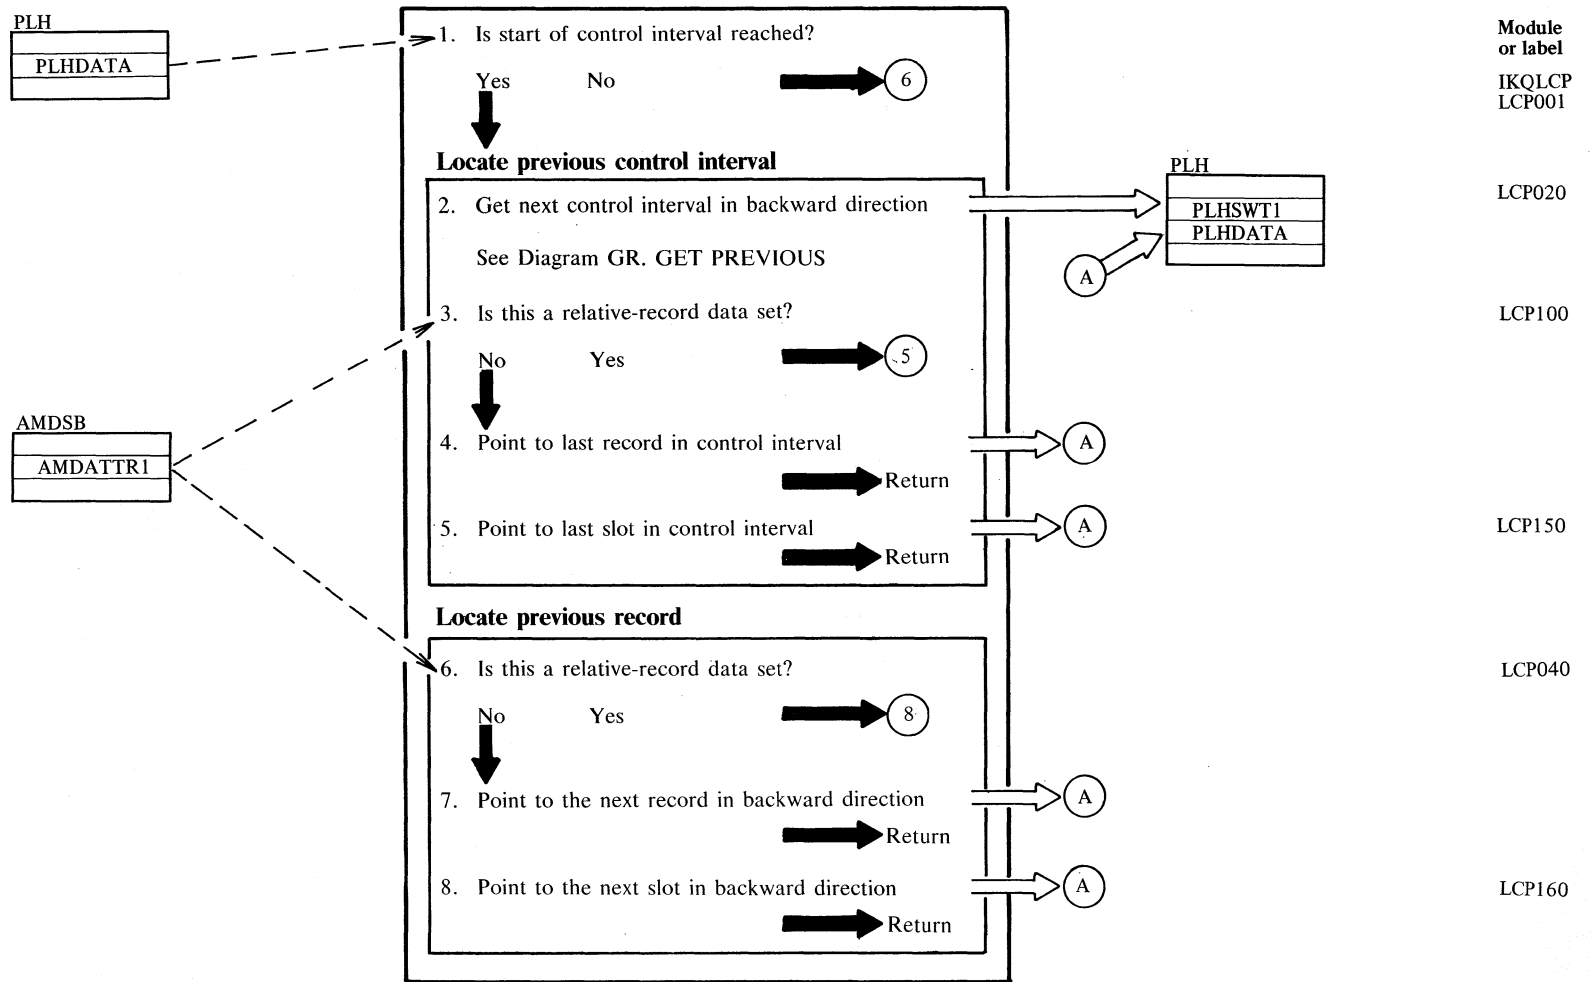 PLH
PLHDATA
1. Is start of control interval reached?
Yes No 6
Module
or label
IKQLCP
LCP001
Locate previous control interval
2. Get next control interval in backward direction
LCP020
PLH
PLHSWT1
PLHDATA
A
See Diagram GR. GET PREVIOUS
3. Is this a relative-record data set?
LCP100
No Yes 5
AMDSB
AMDATTR1
4. Point to last record in control interval
A
Return
5. Point to last slot in control interval
A
LCP150
Return
Locate previous record
6. Is this a relative-record data set?
LCP040
No Yes 8
7. Point to the next record in backward direction
A
Return
8. Point to the next slot in backward direction
A
LCP160
Return